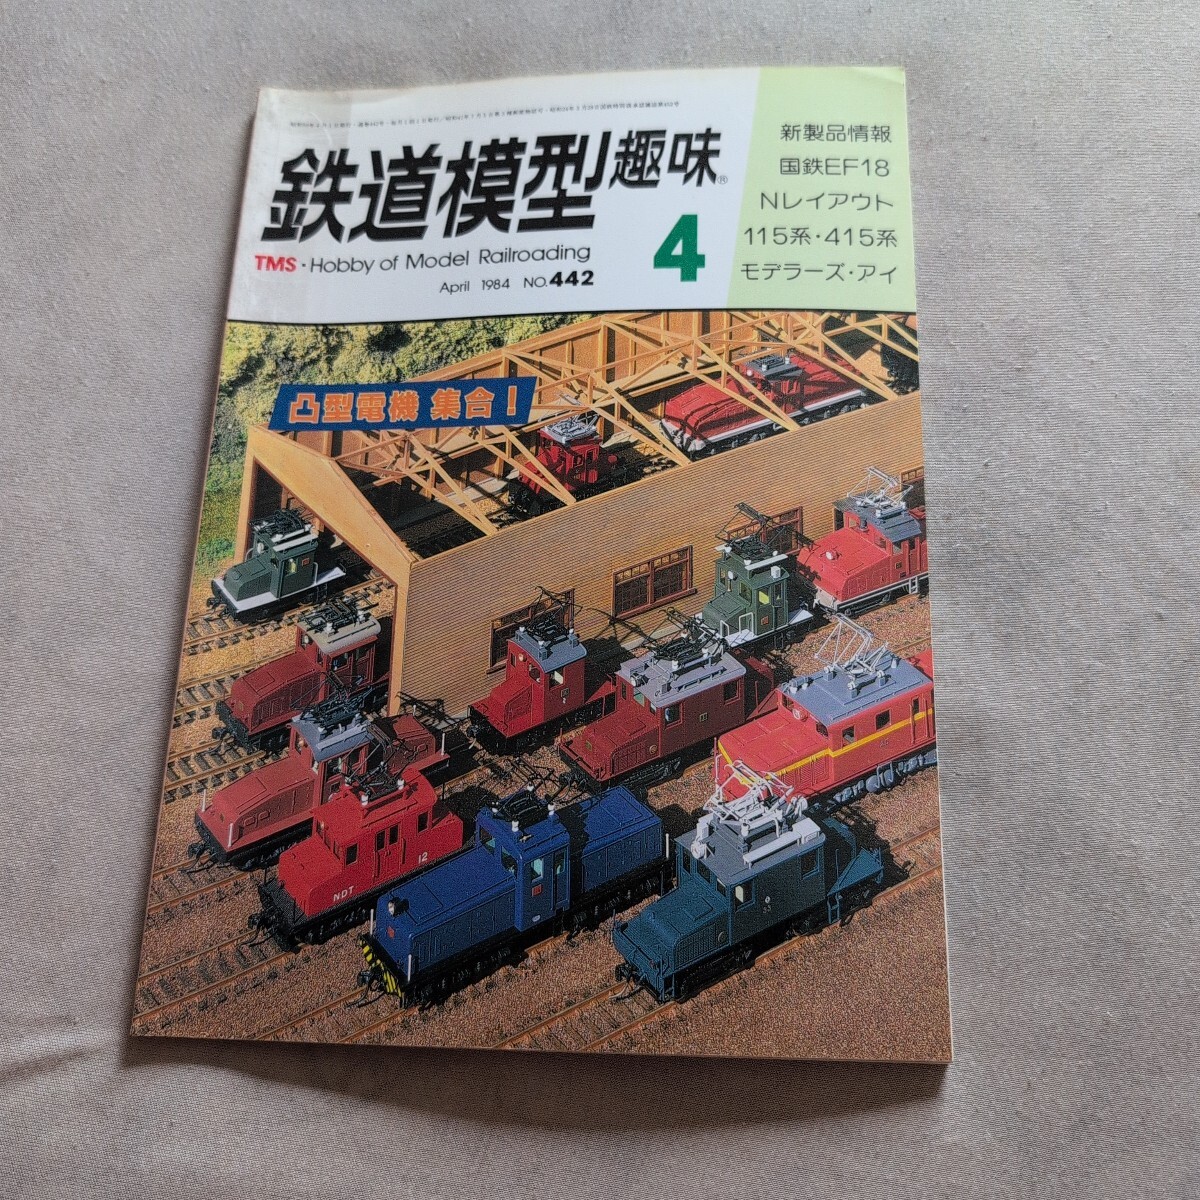 鉄道模型趣味®
TMS・Hobby of Model Railroading
April 1984 NO.442
4
新製品情報
国鉄EF18
Nレイアウト
115系・415系
モデラーズ・アイ
凸型電機 集合!
NDT
12